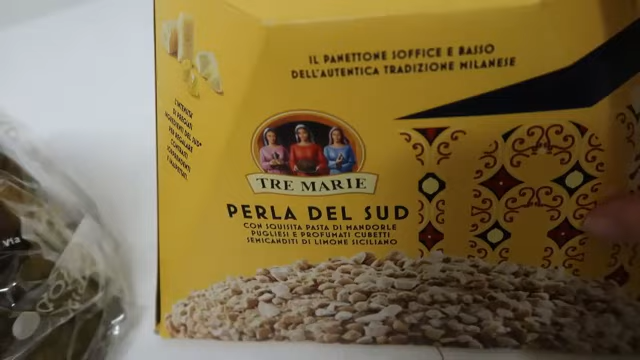 IL PANETTONE SOFFICE E BASSO
DELL'AUTENTICA TRADIZIONE MILANESE
TRE MARIE
PERLA DEL SUD
CON SQUISITA PASTA DI MANDORLE
PUGLIESI E PROFUMATI CUBETTI
SEMICANDITI DI LIMONE SICILIANO
Via